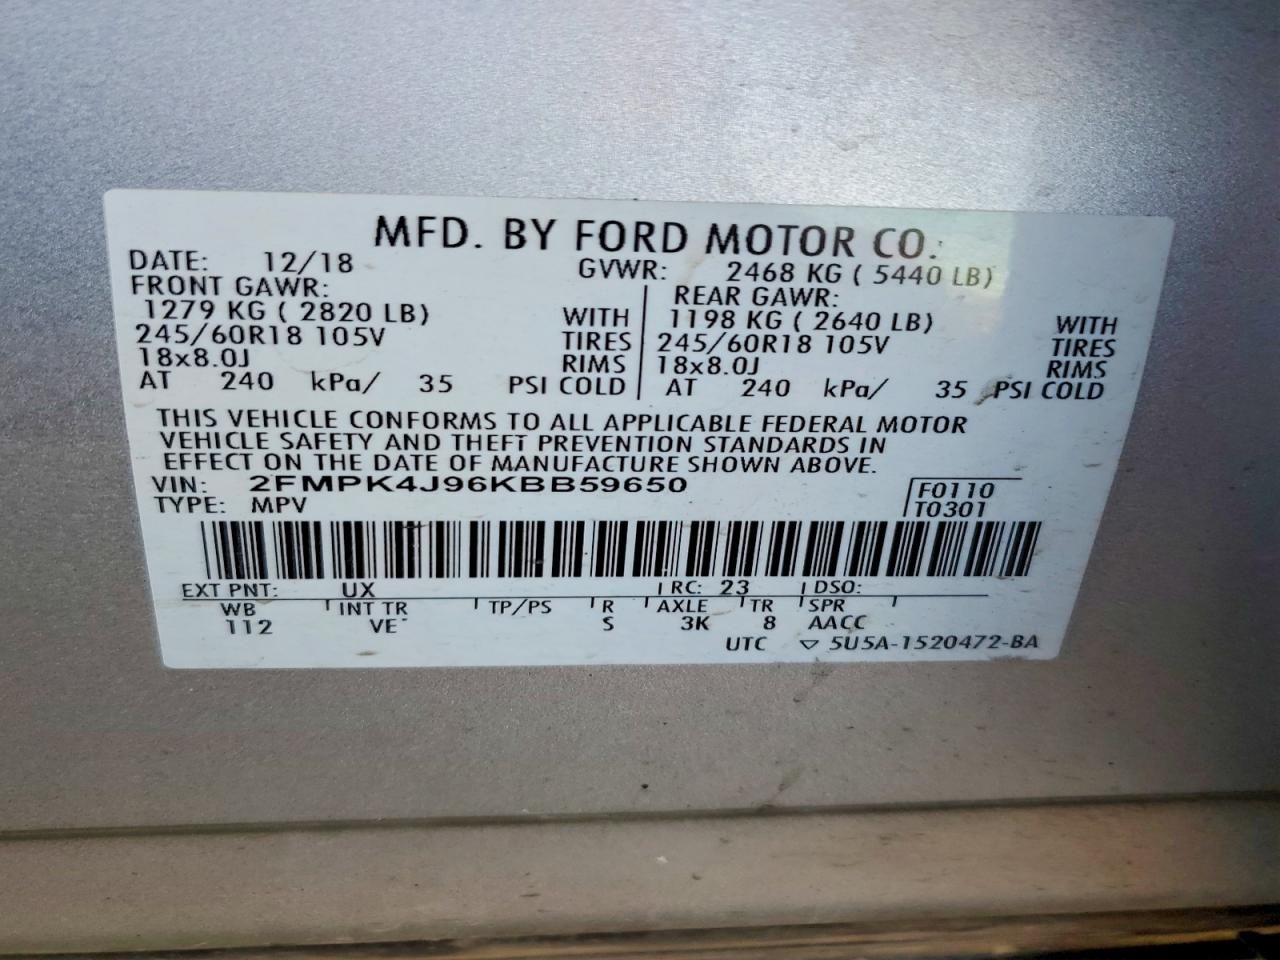 MFD. BY FORD MOTOR CO.
DATE: 12/18 GVWR: 2468 KG ( 5440 LB)
FRONT GAWR: REAR GAWR:
1279 KG ( 2820 LB) WITH 1198 KG ( 2640 LB) WITH
245/60R18 105V TIRES 245/60R18 105V TIRES
18x8.0J RIMS 18x8.0J RIMS
AT 240 kPa/ 35 PSI COLD AT 240 kPa/ 35 PSI COLD
THIS VEHICLE CONFORMS TO ALL APPLICABLE FEDERAL MOTOR
VEHICLE SAFETY AND THEFT PREVENTION STANDARDS IN
EFFECT ON THE DATE OF MANUFACTURE SHOWN ABOVE.
VIN: 2FMPK4J96KBB59650 F0110
TYPE: MPV T0301
EXT PNT: UX RC: 23 DSO:
WB INT TR TP/PS R AXLE TR SPR
112 VE S 3K 8 AACC
UTC ▽ 5U5A-1520472-BA